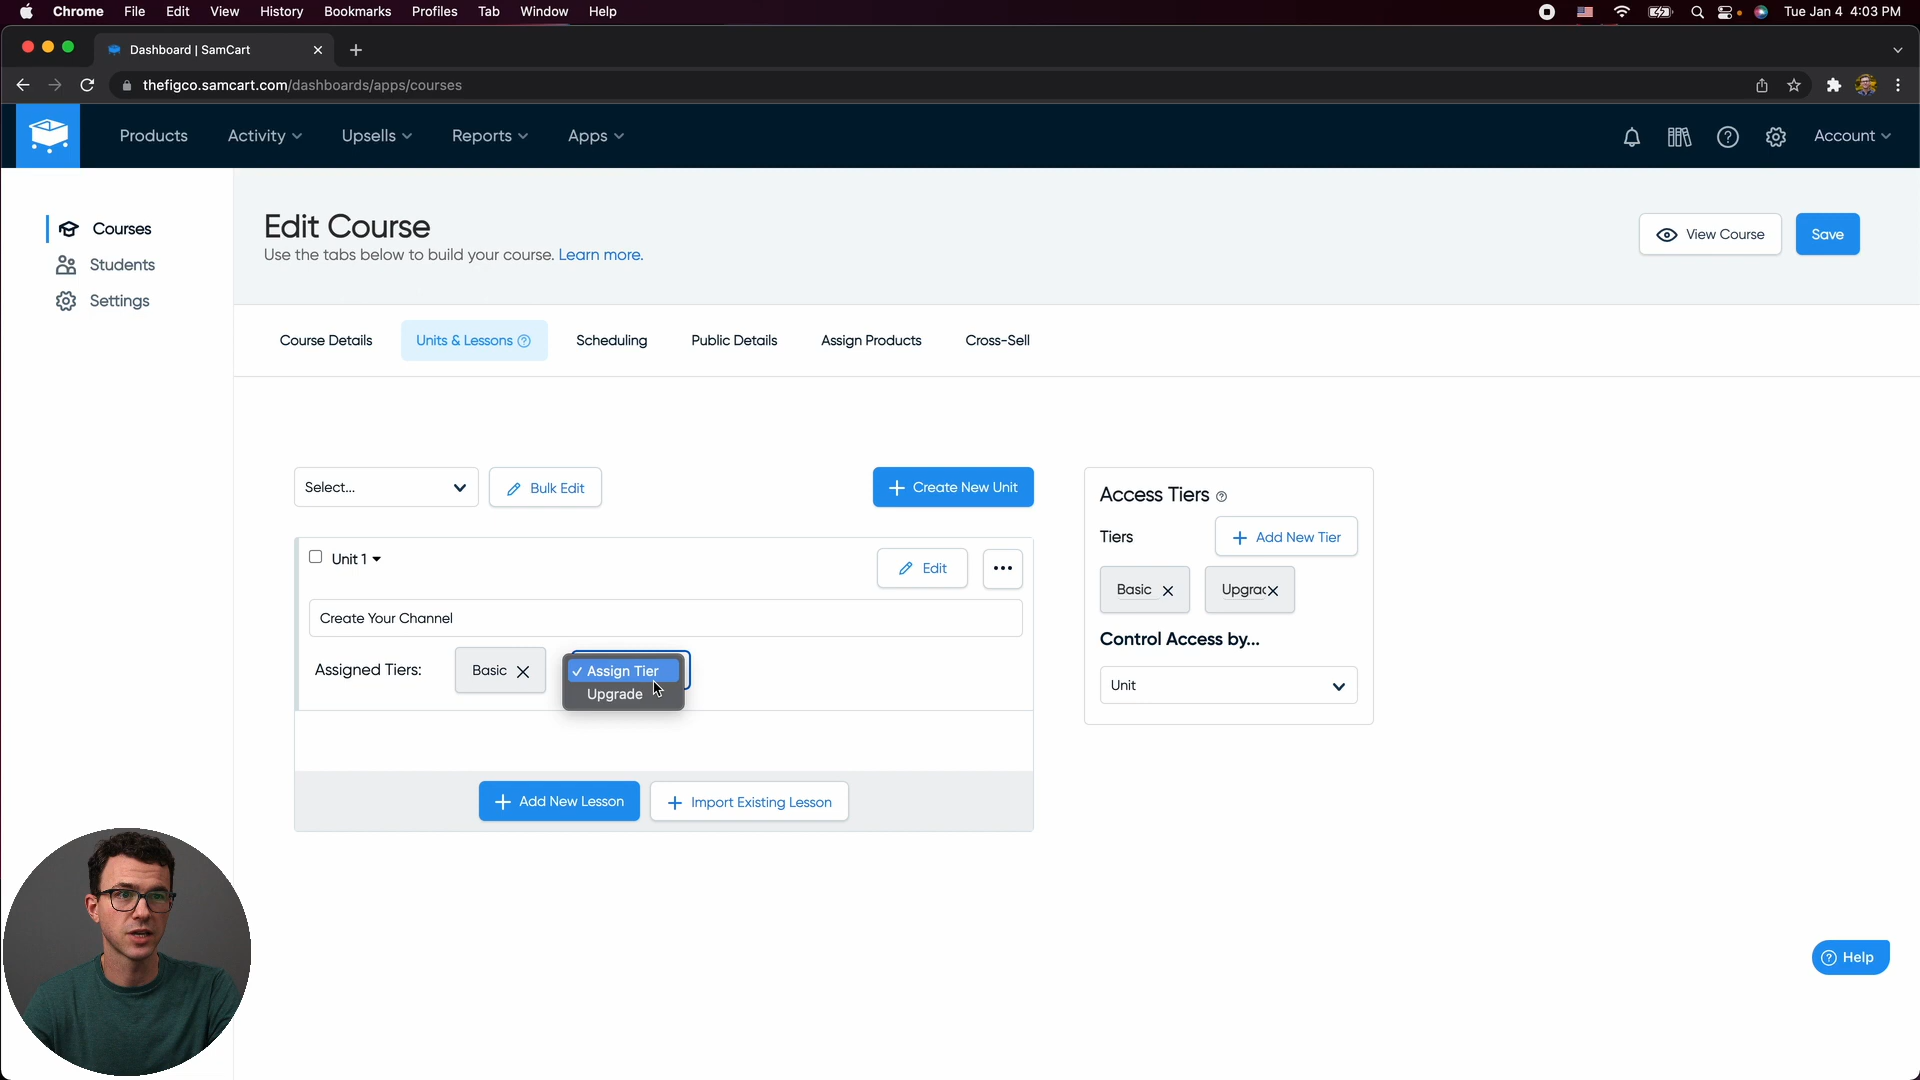 Chrome File Edit View History Bookmarks Profiles Tab Window Help Tue Jan 4 4:03 PM
Dashboard | SamCart
thefigco.samcart.com/dashboards/apps/courses
Products Activity Upsells Reports Apps Account
Courses
Students
Settings
Edit Course
Use the tabs below to build your course. Learn more.
View Course Save
Course Details Units & Lessons Scheduling Public Details Assign Products Cross-Sell
Select... Bulk Edit Create New Unit
Unit 1 Edit
Create Your Channel
Assigned Tiers: Basic Assign Tier
Upgrade
Add New Lesson Import Existing Lesson
Access Tiers
Tiers Add New Tier
Basic Upgrac
Control Access by...
Unit
Help